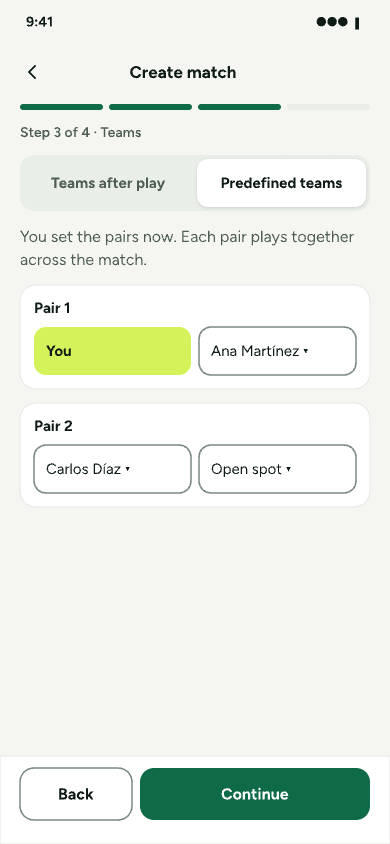 9:41
Create match
Step 3 of 4 · Teams
Teams after play
Predefined teams
You set the pairs now. Each pair plays together
across the match.
Pair 1
You
Ana Martínez ▾
Pair 2
Carlos Díaz ▾
Open spot ▾
Back
Continue